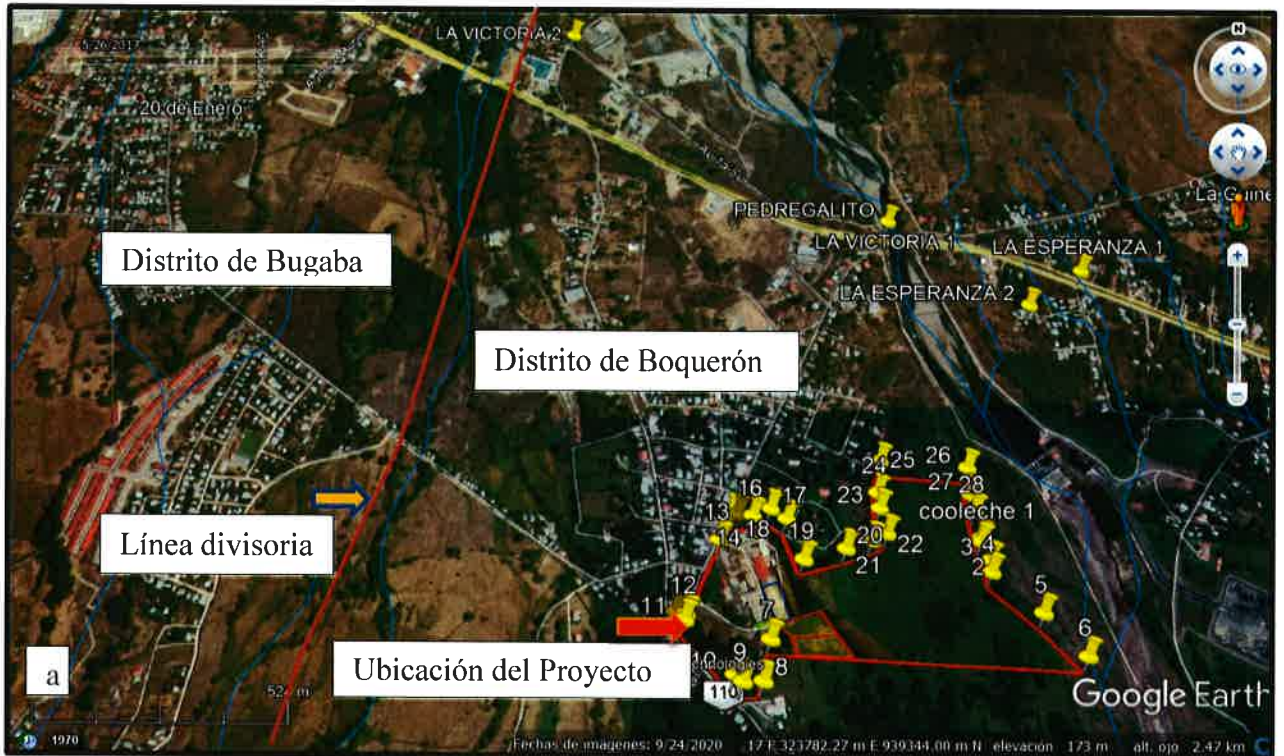 LA VICTORIA 2
5/26/2017
20 de Enero
N
La
PEDREGALITO
LA VICTORIA 1
LA ESPERANZA 1
LA ESPERANZA 2
Distrito de Bugaba
Distrito de Boquerón
24
25
26
27
28
23
16
17
13
18
14
19
20
21
22
cooleche 1
3
4
2
5
6
Línea divisoria
12
11
7
10
9
8
110
Ubicación del Proyecto
a
524 m
Google Earth
1970
Fechas de imágenes: 9/24/2020
17 E 323782.27 m E 939344.00 m N
elevación 173 m
alt. ojo 2.47 km